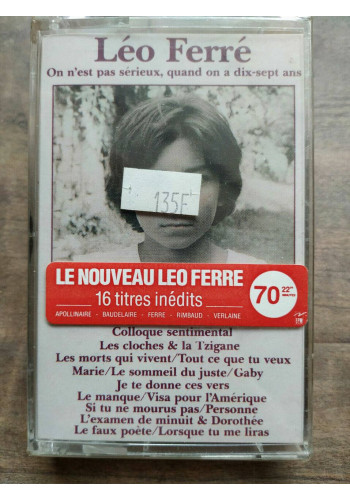 Léo Ferré
On n'est pas sérieux, quand on a dix-sept ans
135F
LE NOUVEAU LEO FERRE
16 titres inédits
APOLLINAIRE - BAUDELAIRE - FERRE - RIMBAUD - VERLAINE
70 22"
MINUTES
EPM
Colloque sentimental
Les cloches & la Tzigane
Les morts qui vivent/Tout ce que tu veux
Marie/Le sommeil du juste/Gaby
Je te donne ces vers
Le manque/Visa pour l'Amérique
Si tu ne mourus pas/Personne
L'examen de minuit & Dorothée
Le faux poète/Lorsque tu me liras